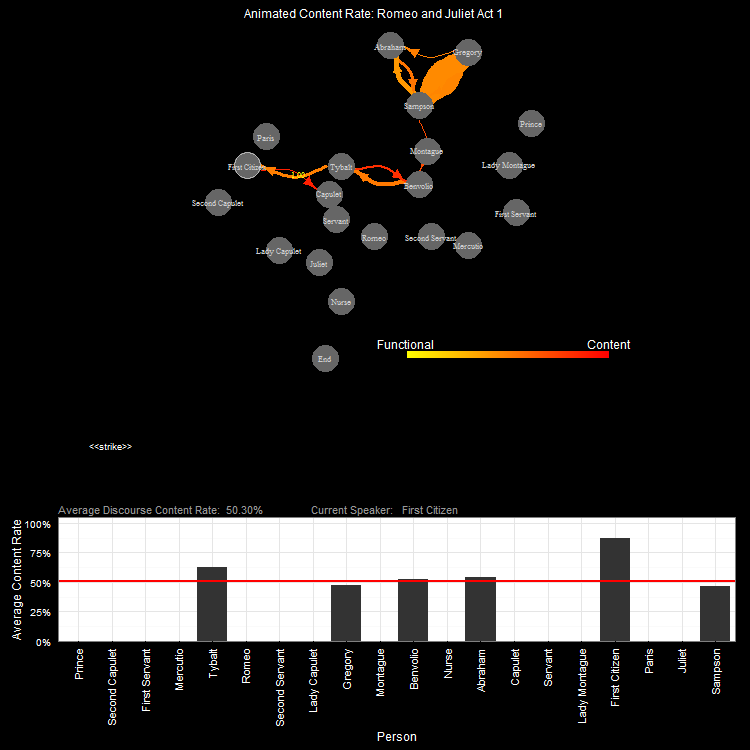 Animated Content Rate: Romeo and Juliet Act 1
Abraham
Gregory
Sampson
Prince
Paris
Montague
First Citizen
1.00
Tybalt
Lady Montague
Benvolio
Capulet
Second Capulet
First Servant
Servant
Romeo
Second Servant
Mercutio
Lady Capulet
Juliet
Nurse
Functional
Content
End
<<strike>>
Average Discourse Content Rate: 50.30%
Current Speaker: First Citizen
Average Content Rate
100%
75%
50%
25%
0%
Prince
Second Capulet
First Servant
Mercutio
Tybalt
Romeo
Second Servant
Lady Capulet
Gregory
Montague
Benvolio
Nurse
Abraham
Capulet
Servant
Lady Montague
First Citizen
Paris
Juliet
Sampson
Person